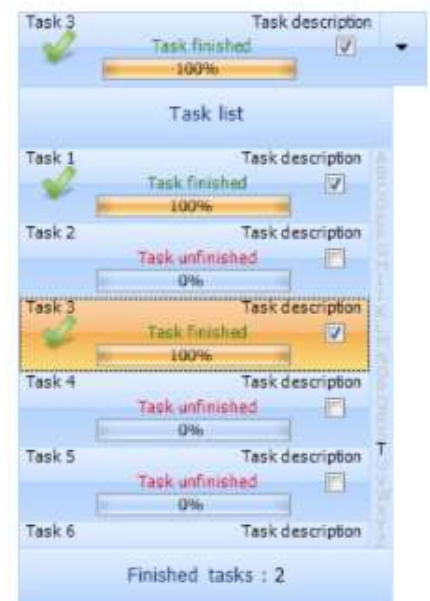 Task 3 Task description
Task finished
100%
Task list
Task 1 Task description
Task finished
100%
Task 2 Task description
Task unfinished
0%
Task 3 Task description
Task finished
100%
Task 4 Task description
Task unfinished
0%
Task 5 Task description
T
Task unfinished
0%
Task 6 Task description
Finished tasks : 2